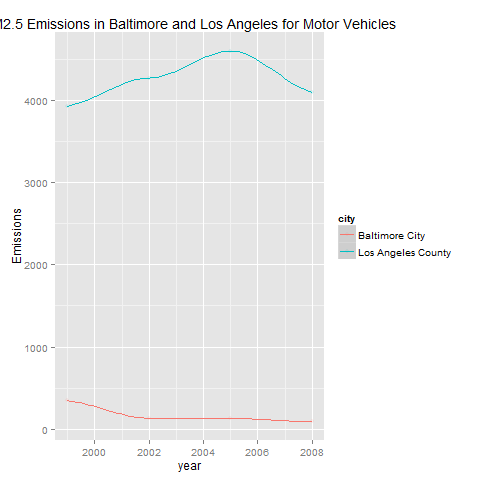 M2.5 Emissions in Baltimore and Los Angeles for Motor Vehicles
4000
3000
2000
1000
0
Emissions
2000 2002 2004 2006 2008
year
city
Baltimore City
Los Angeles County